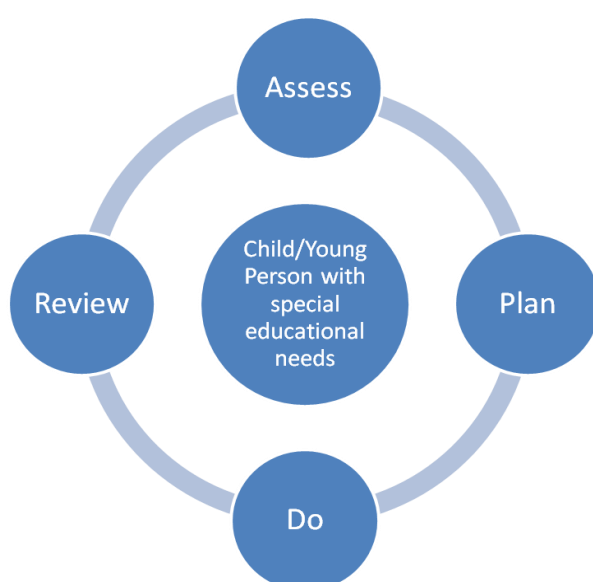 Assess
Child/Young
Person with
special
educational
needs
Review
Plan
Do